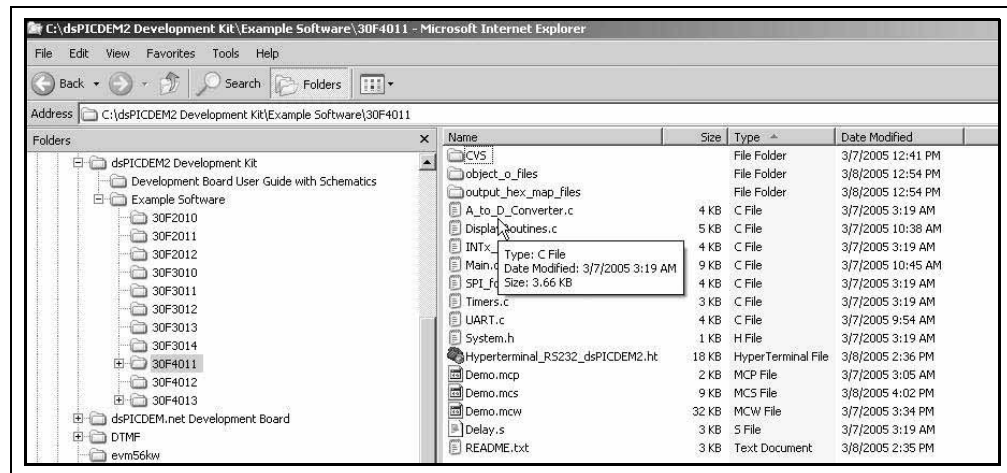 C:\dsPICDEM2 Development Kit\Example Software\30F4011 - Microsoft Internet Explorer
File Edit View Favorites Tools Help
Back Search Folders
Address C:\dsPICDEM2 Development Kit\Example Software\30F4011
Folders
dsPICDEM2 Development Kit
Development Board User Guide with Schematics
Example Software
30F2010
30F2011
30F2012
30F3010
30F3011
30F3012
30F3013
30F3014
30F4011
30F4012
30F4013
dsPICDEM.net Development Board
DTMF
evm56kw
Name Size Type Date Modified
CVS File Folder 3/7/2005 12:41 PM
object_o_files File Folder 3/8/2005 12:54 PM
output_hex_map_files File Folder 3/8/2005 12:54 PM
A_to_D_Converter.c 4 KB C File 3/7/2005 3:19 AM
Display outines.c 5 KB C File 3/7/2005 10:38 AM
INTx_ 4 KB C File 3/7/2005 3:19 AM
Main.c 9 KB C File 3/7/2005 10:45 AM
SPI_fo 4 KB C File 3/7/2005 3:19 AM
Timers.c 3 KB C File 3/7/2005 3:19 AM
UART.c 4 KB C File 3/7/2005 9:54 AM
System.h 1 KB H File 3/7/2005 3:19 AM
Hyperterminal_RS232_dsPICDEM2.ht 18 KB HyperTerminal File 3/8/2005 2:36 PM
Demo.mcp 2 KB MCP File 3/7/2005 3:05 AM
Demo.mcs 9 KB MCS File 3/8/2005 4:02 PM
Demo.mcw 32 KB MCW File 3/7/2005 3:34 PM
Delay.s 3 KB S File 3/7/2005 3:19 AM
README.txt 3 KB Text Document 3/8/2005 2:35 PM
Type: C File
Date Modified: 3/7/2005 3:19 AM
Size: 3.66 KB